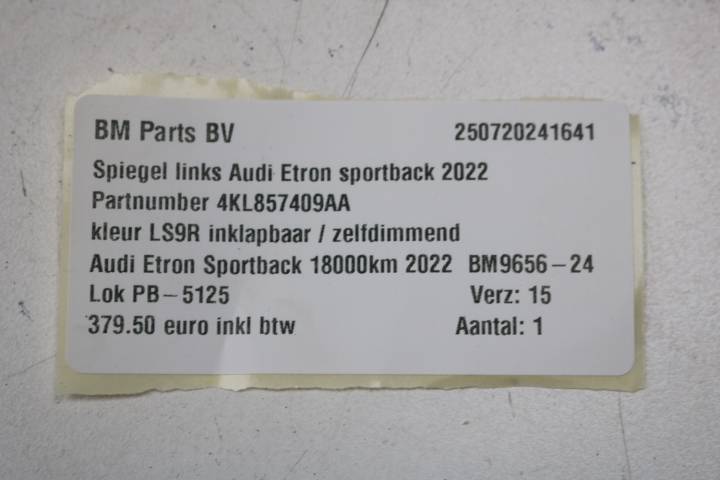 BM Parts BV 250720241641
Spiegel links Audi Etron sportback 2022
Partnumber 4KL857409AA
kleur LS9R inklapbaar / zelfdimmend
Audi Etron Sportback 18000km 2022 BM9656-24
Lok PB-5125 Verz: 15
379.50 euro inkl btw Aantal: 1